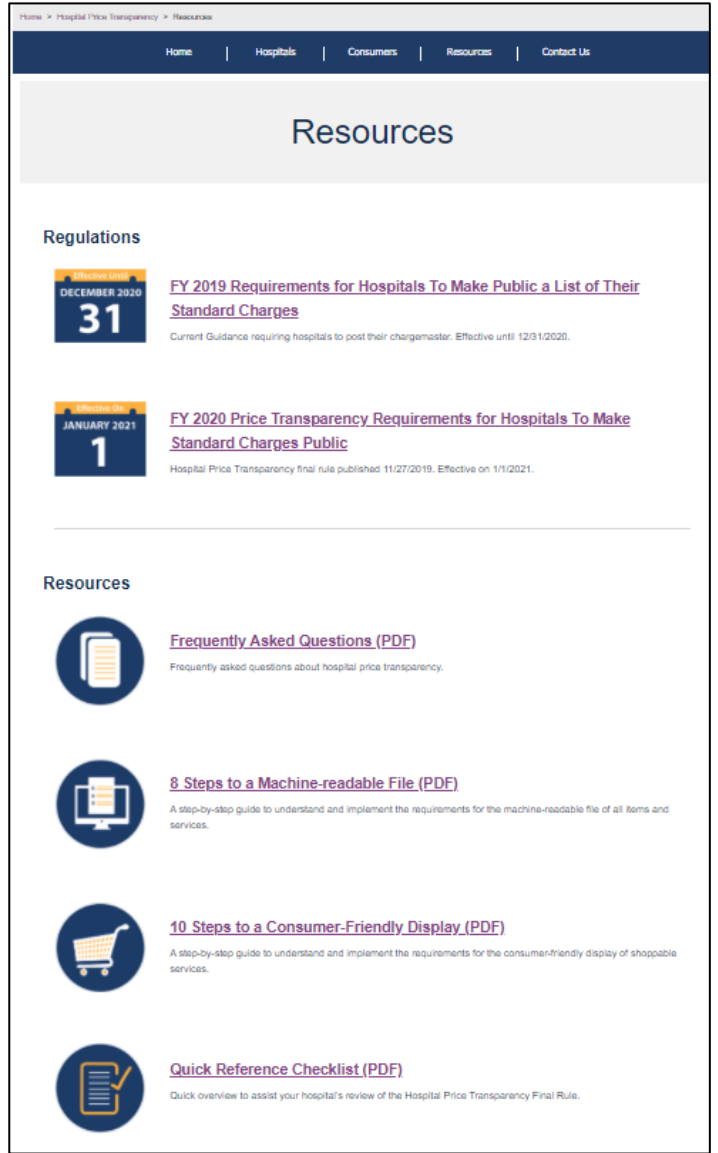 Home > Hospital Price Transparency > Resources
Home | Hospitals | Consumers | Resources | Contact Us
Resources
Regulations
Effective Until
DECEMBER 2020
31
FY 2019 Requirements for Hospitals To Make Public a List of Their
Standard Charges
Current Guidance requiring hospitals to post their chargemaster. Effective until 12/31/2020.
Effective On
JANUARY 2021
1
FY 2020 Price Transparency Requirements for Hospitals To Make
Standard Charges Public
Hospital Price Transparency final rule published 11/27/2019. Effective on 1/1/2021.
Resources
Frequently Asked Questions (PDF)
Frequently asked questions about hospital price transparency.
8 Steps to a Machine-readable File (PDF)
A step-by-step guide to understand and implement the requirements for the machine-readable file of all items and
services.
10 Steps to a Consumer-Friendly Display (PDF)
A step-by-step guide to understand and implement the requirements for the consumer-friendly display of shoppable
services.
Quick Reference Checklist (PDF)
Quick overview to assist your hospital's review of the Hospital Price Transparency Final Rule.